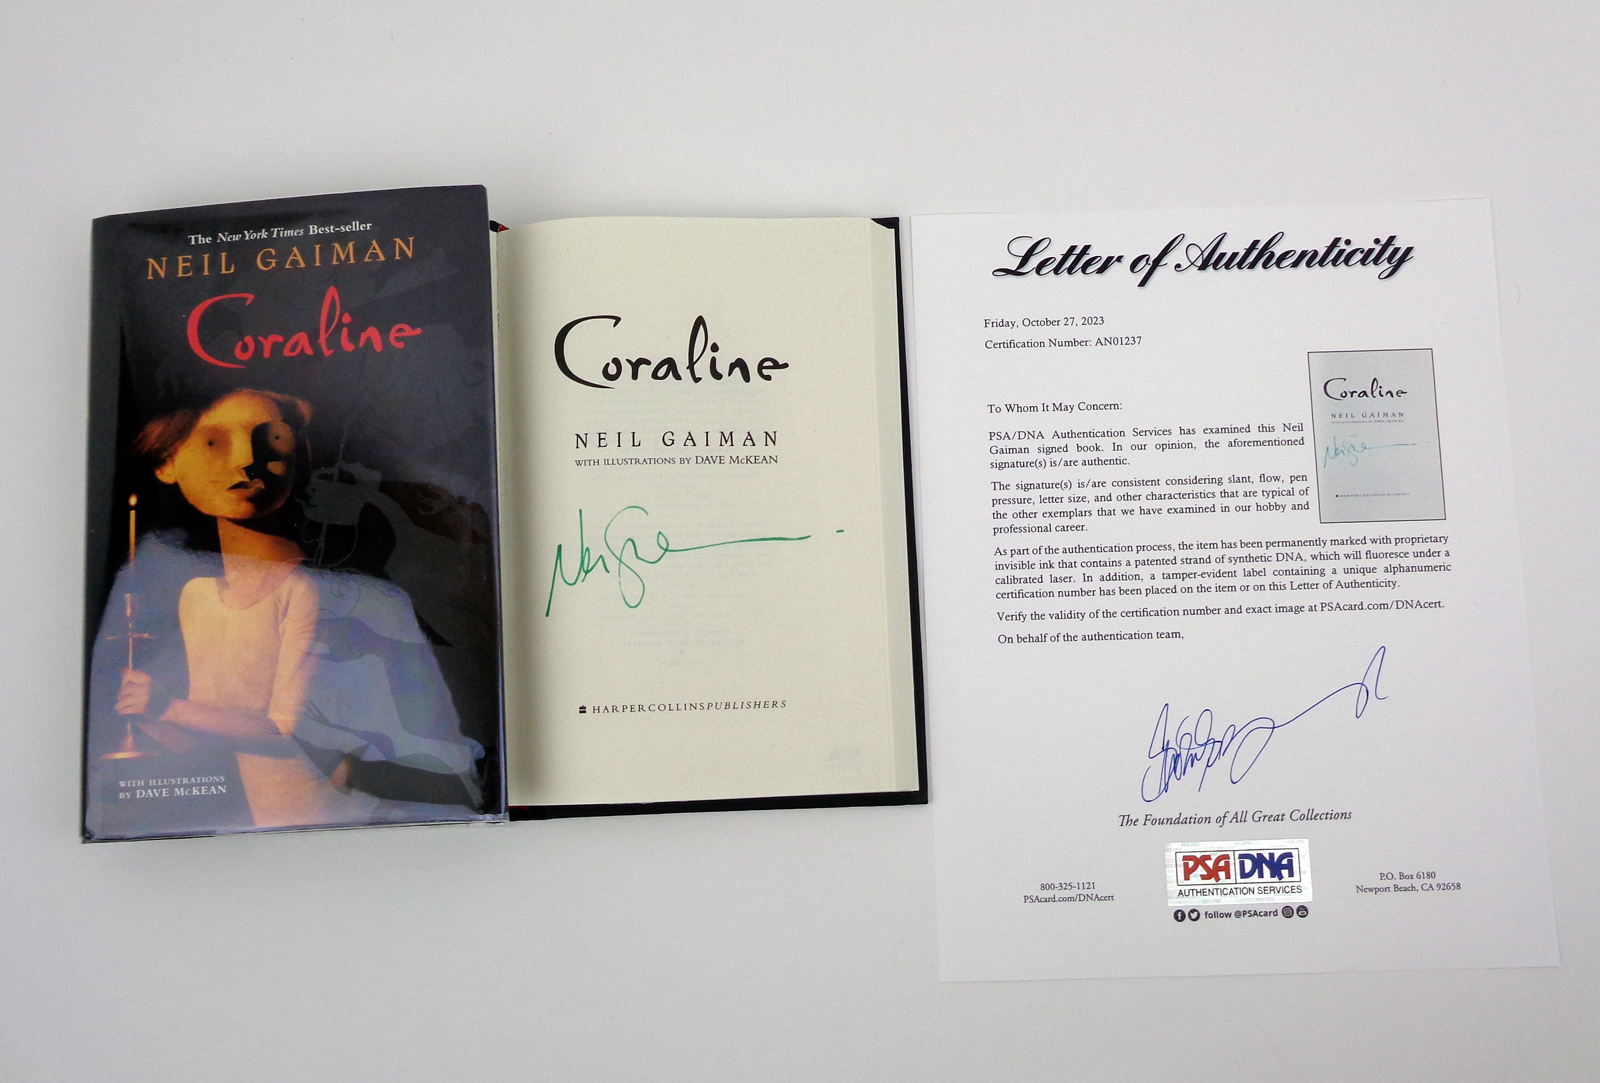 The New York Times Best-seller
NEIL GAIMAN
Coraline
WITH ILLUSTRATIONS
BY DAVE McKEAN
Coraline
NEIL GAIMAN
WITH ILLUSTRATIONS BY DAVE McKEAN
HARPERCOLLINSPUBLISHERS
Letter of Authenticity
Friday, October 27, 2023
Certification Number: AN01237
To Whom It May Concern:
PSA/DNA Authentication Services has examined this Neil
Gaiman signed book. In our opinion, the aforementioned
signature(s) is/are authentic.
The signature(s) is/are consistent considering slant, flow, pen
pressure, letter size, and other characteristics that are typical of
the other exemplars that we have examined in our hobby and
professional career.
As part of the authentication process, the item has been permanently marked with proprietary
invisible ink that contains a patented strand of synthetic DNA, which will fluoresce under a
calibrated laser. In addition, a tamper-evident label containing a unique alphanumeric
certification number has been placed on the item or on this Letter of Authenticity.
Verify the validity of the certification number and exact image at PSAcard.com/DNAcert.
On behalf of the authentication team,
Coraline
NEIL GAIMAN
The Foundation of All Great Collections
PSA DNA
AUTHENTICATION SERVICES
follow @PSAcard
800-325-1121
PSAcard.com/DNAcert
P.O. Box 6180
Newport Beach, CA 92658